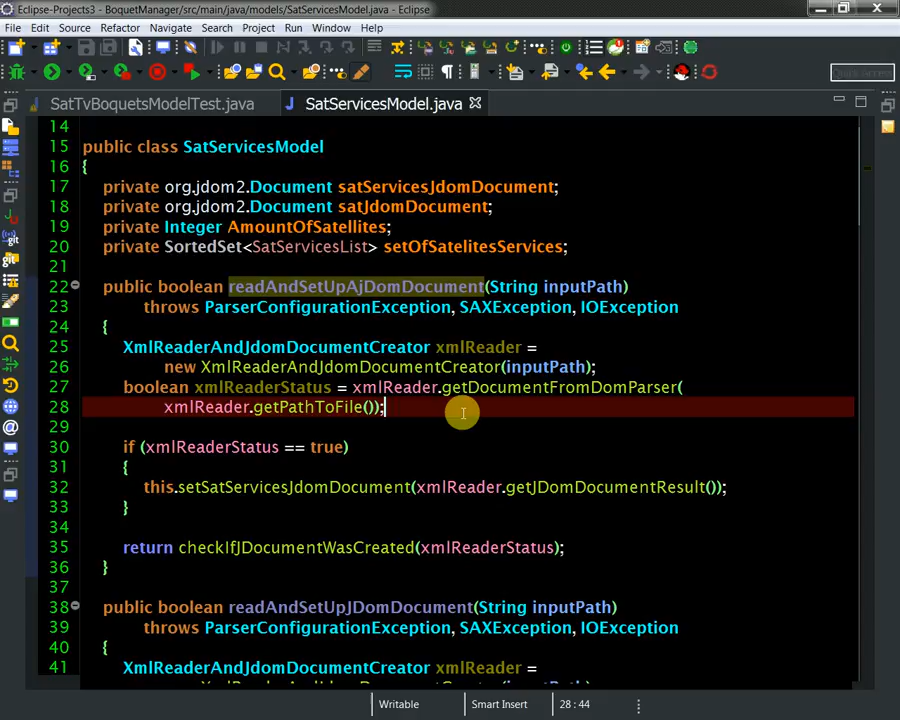 Eclipse-Projects3 - BoquetManager/src/main/java/models/SatServicesModel.java - Eclipse
File Edit Source Refactor Navigate Search Project Run Window Help
Quick Access
SatTvBoquetsModelTest.java SatServicesModel.java
14
15 public class SatServicesModel
16 {
17 private org.jdom2.Document satServicesJdomDocument;
18 private org.jdom2.Document satJdomDocument;
19 private Integer AmountOfSatellites;
20 private SortedSet<SatServicesList> setOfSatelitesServices;
21
22 public boolean readAndSetUpAjDomDocument(String inputPath)
23 throws ParserConfigurationException, SAXException, IOException
24 {
25 XmlReaderAndJdomDocumentCreator xmlReader =
26 new XmlReaderAndJdomDocumentCreator(inputPath);
27 boolean xmlReaderStatus = xmlReader.getDocumentFromDomParser(
28 xmlReader.getPathToFile());
29
30 if (xmlReaderStatus == true)
31 {
32 this.setSatServicesJdomDocument(xmlReader.getJDomDocumentResult());
33 }
34
35 return checkIfJDocumentWasCreated(xmlReaderStatus);
36 }
37
38 public boolean readAndSetUpJDomDocument(String inputPath)
39 throws ParserConfigurationException, SAXException, IOException
40 {
41 XmlReaderAndJdomDocumentCreator xmlReader =
Writable Smart Insert 28 : 44